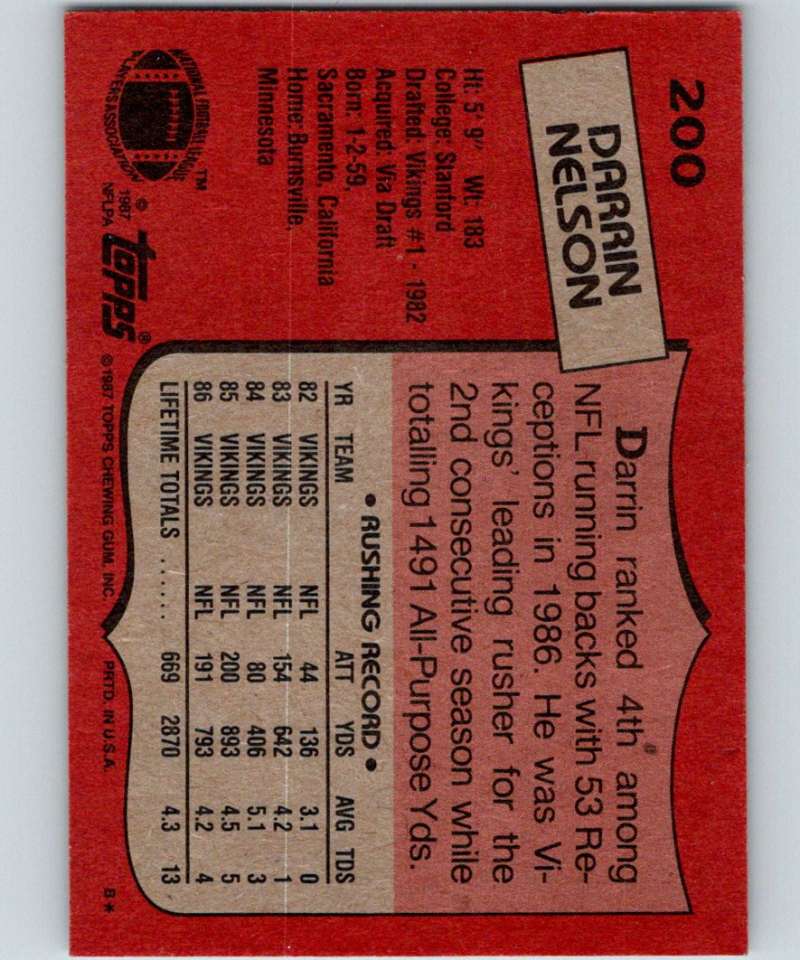 200
DARRIN
NELSON
Ht: 5' 9" Wt: 183
College: Stanford
Drafted: Vikings #1 - 1982
Acquired: Via Draft
Born: 1-2-59,
Sacramento, California
Home: Burnsville,
Minnesota
NATIONAL FOOTBALL LEAGUE
PLAYERS ASSOCIATION
™
© 1987
NFLPA
topps®
Darrin ranked 4th among
NFL running backs with 53 Re-
ceptions in 1986. He was Vi-
kings' leading rusher for the
2nd consecutive season while
totalling 1491 All-Purpose Yds.
• RUSHING RECORD •
YR TEAM ATT YDS AVG TDS
82 VIKINGS NFL 44 136 3.1 0
83 VIKINGS NFL 154 642 4.2 1
84 VIKINGS NFL 80 406 5.1 3
85 VIKINGS NFL 200 893 4.5 5
86 VIKINGS NFL 191 793 4.2 4
LIFETIME TOTALS ...... 669 2870 4.3 13
© 1987 TOPPS CHEWING GUM, INC. PRTD. IN U.S.A. B*